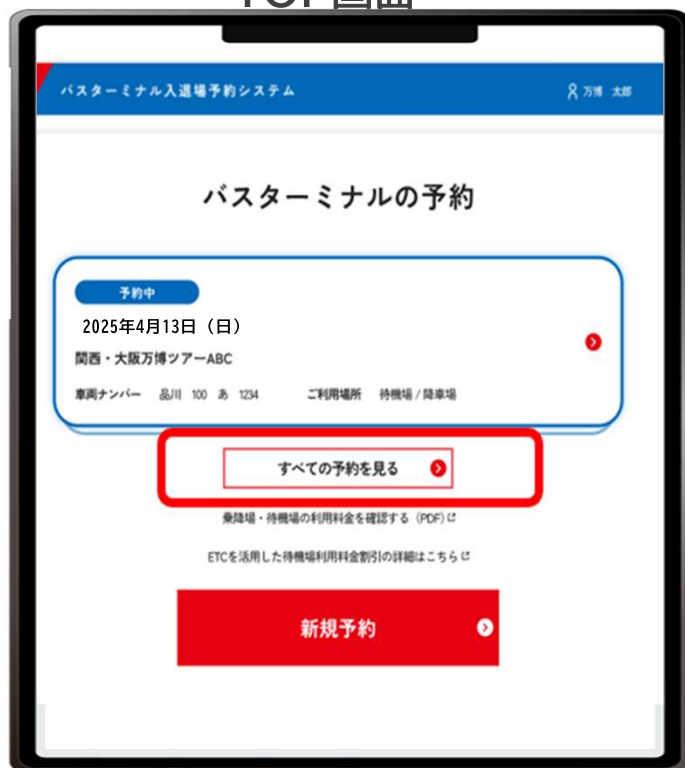 TOP画面
バスターミナル入退場予約システム
万博 太郎
バスターミナルの予約
予約中
2025年4月13日（日）
関西・大阪万博ツアーABC
車両ナンバー 品川 100 あ 1234 ご利用場所 待機場/降車場
すべての予約を見る
乗降場・待機場の利用料金を確認する（PDF）
ETCを活用した待機場利用料金割引の詳細はこちら
新規予約